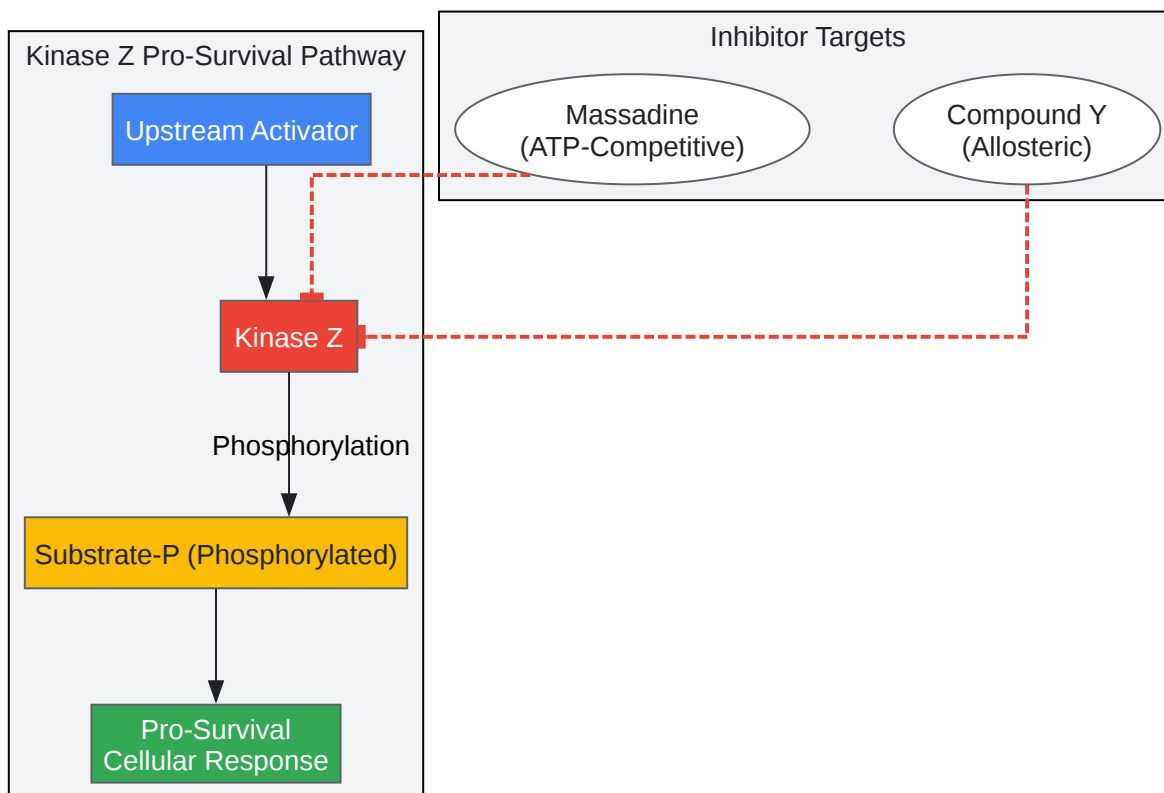 Kinase Z Pro-Survival Pathway
Upstream Activator
Kinase Z
Phosphorylation
Substrate-P (Phosphorylated)
Pro-Survival
Cellular Response
Inhibitor Targets
Massadine
(ATP-Competitive)
Compound Y
(Allosteric)